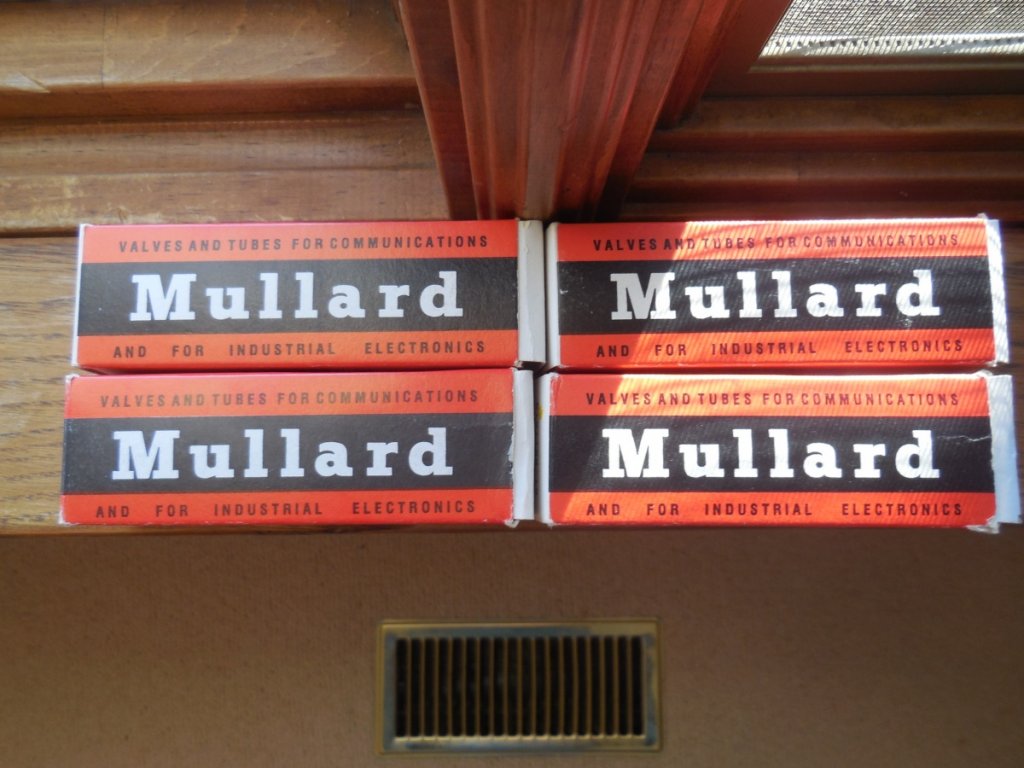 VALVES AND TUBES FOR COMMUNICATIONS
Mullard
AND FOR INDUSTRIAL ELECTRONICS
VALVES AND TUBES FOR COMMUNICATIONS
Mullard
AND FOR INDUSTRIAL ELECTRONICS
VALVES AND TUBES FOR COMMUNICATIONS
Mullard
AND FOR INDUSTRIAL ELECTRONICS
VALVES AND TUBES FOR COMMUNICATIONS
Mullard
AND FOR INDUSTRIAL ELECTRONICS